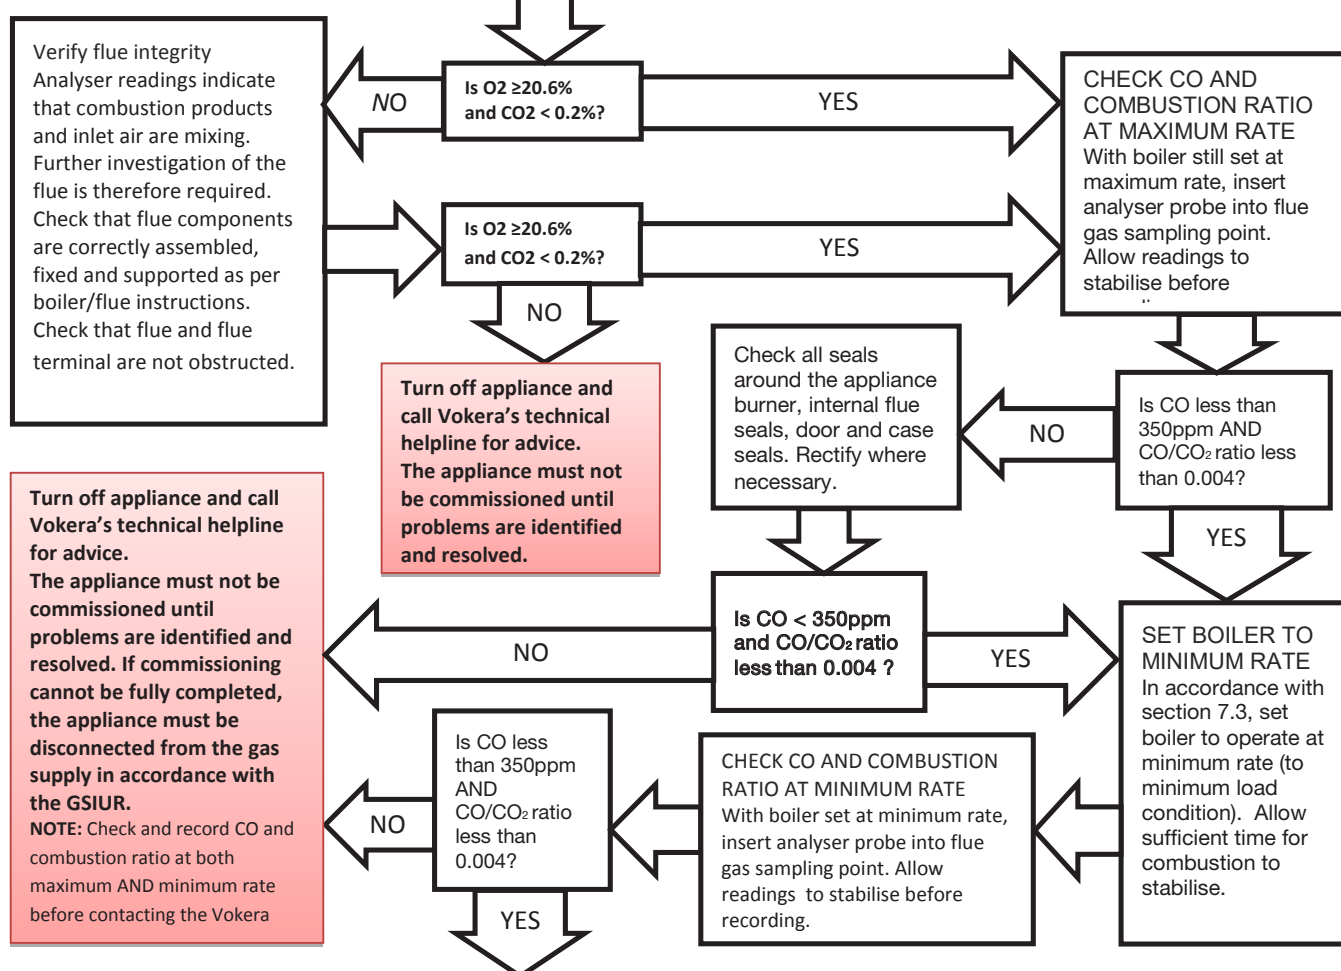 Verify flue integrity
Analyser readings indicate
that combustion products
and inlet air are mixing.
Further investigation of the
flue is therefore required.
Check that flue components
are correctly assembled,
fixed and supported as per
boiler/flue instructions.
Check that flue and flue
terminal are not obstructed.
NO
Is O2 ≥20.6%
and CO2 < 0.2%?
YES
CHECK CO AND
COMBUSTION RATIO
AT MAXIMUM RATE
With boiler still set at
maximum rate, insert
analyser probe into flue
gas sampling point.
Allow readings to
stabilise before
Is O2 ≥20.6%
and CO2 < 0.2%?
YES
NO
Turn off appliance and
call Vokera’s technical
helpline for advice.
The appliance must not
be commissioned until
problems are identified
and resolved.
Check all seals
around the appliance
burner, internal flue
seals, door and case
seals. Rectify where
necessary.
NO
Is CO less than
350ppm AND
CO/CO₂ ratio less
than 0.004?
YES
Turn off appliance and call
Vokera’s technical helpline
for advice.
The appliance must not be
commissioned until
problems are identified and
resolved. If commissioning
cannot be fully completed,
the appliance must be
disconnected from the gas
supply in accordance with
the GSIUR.
NOTE: Check and record CO and
combustion ratio at both
maximum AND minimum rate
before contacting the Vokera
NO
Is CO < 350ppm
and CO/CO₂ ratio
less than 0.004 ?
YES
SET BOILER TO
MINIMUM RATE
In accordance with
section 7.3, set
boiler to operate at
minimum rate (to
minimum load
condition). Allow
sufficient time for
combustion to
stabilise.
NO
Is CO less
than 350ppm
AND
CO/CO₂ ratio
less than
0.004?
YES
CHECK CO AND COMBUSTION
RATIO AT MINIMUM RATE
With boiler set at minimum rate,
insert analyser probe into flue
gas sampling point. Allow
readings to stabilise before
recording.